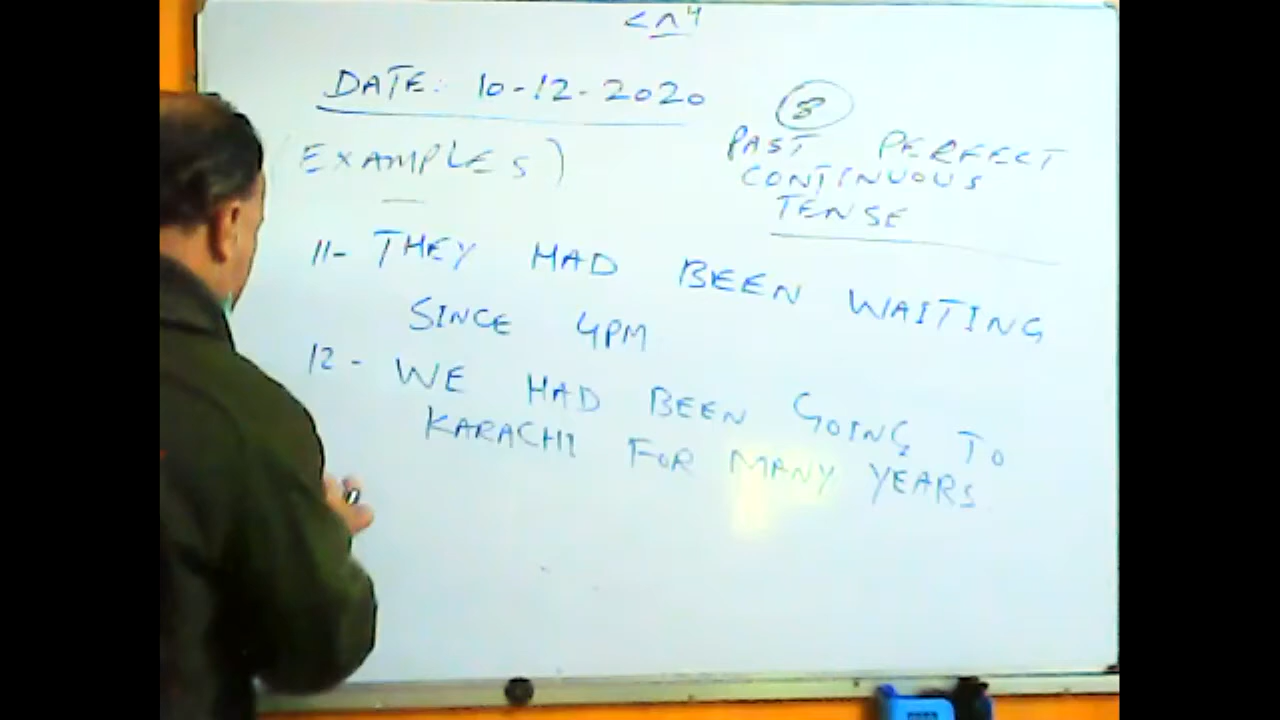 DATE: 10-12-2020
8
PAST PERFECT
CONTINUOUS
TENSE
(EXAMPLES)
11- THEY HAD BEEN WAITING
SINCE 4PM
12- WE HAD BEEN GOING TO
KARACHI FOR MANY YEARS